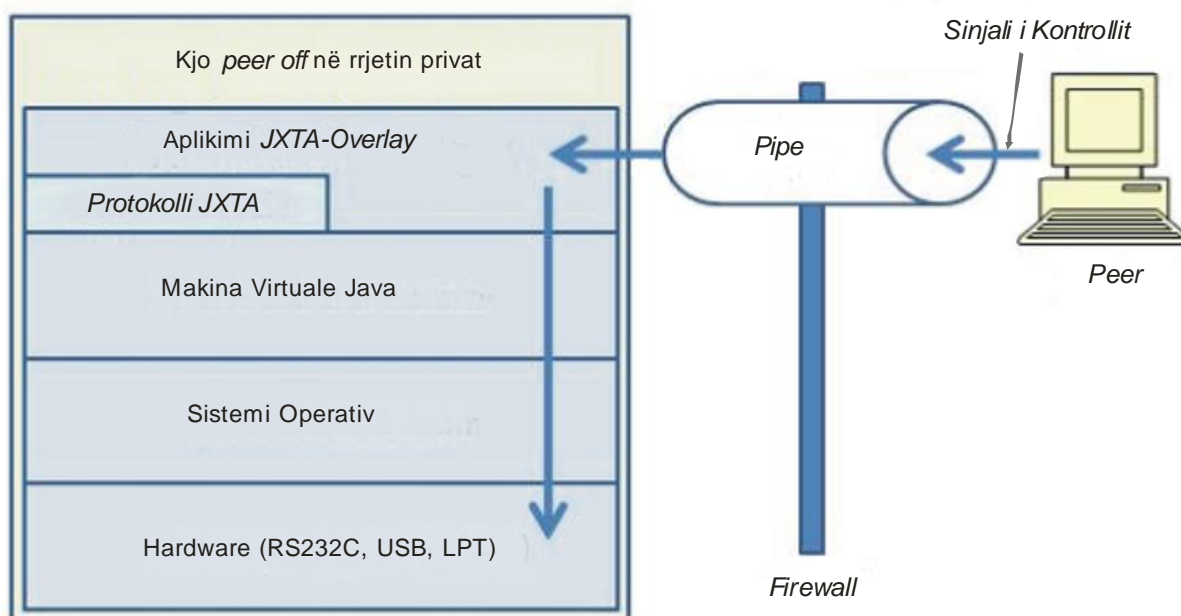 Kjo peer off në rrjetin privat
Aplikimi JXTA-Overlay
Protokolli JXTA
Makina Virtuale Java
Sistemi Operativ
Hardware (RS232C, USB, LPT)
Pipe
Sinjali i Kontrollit
Peer
Firewall